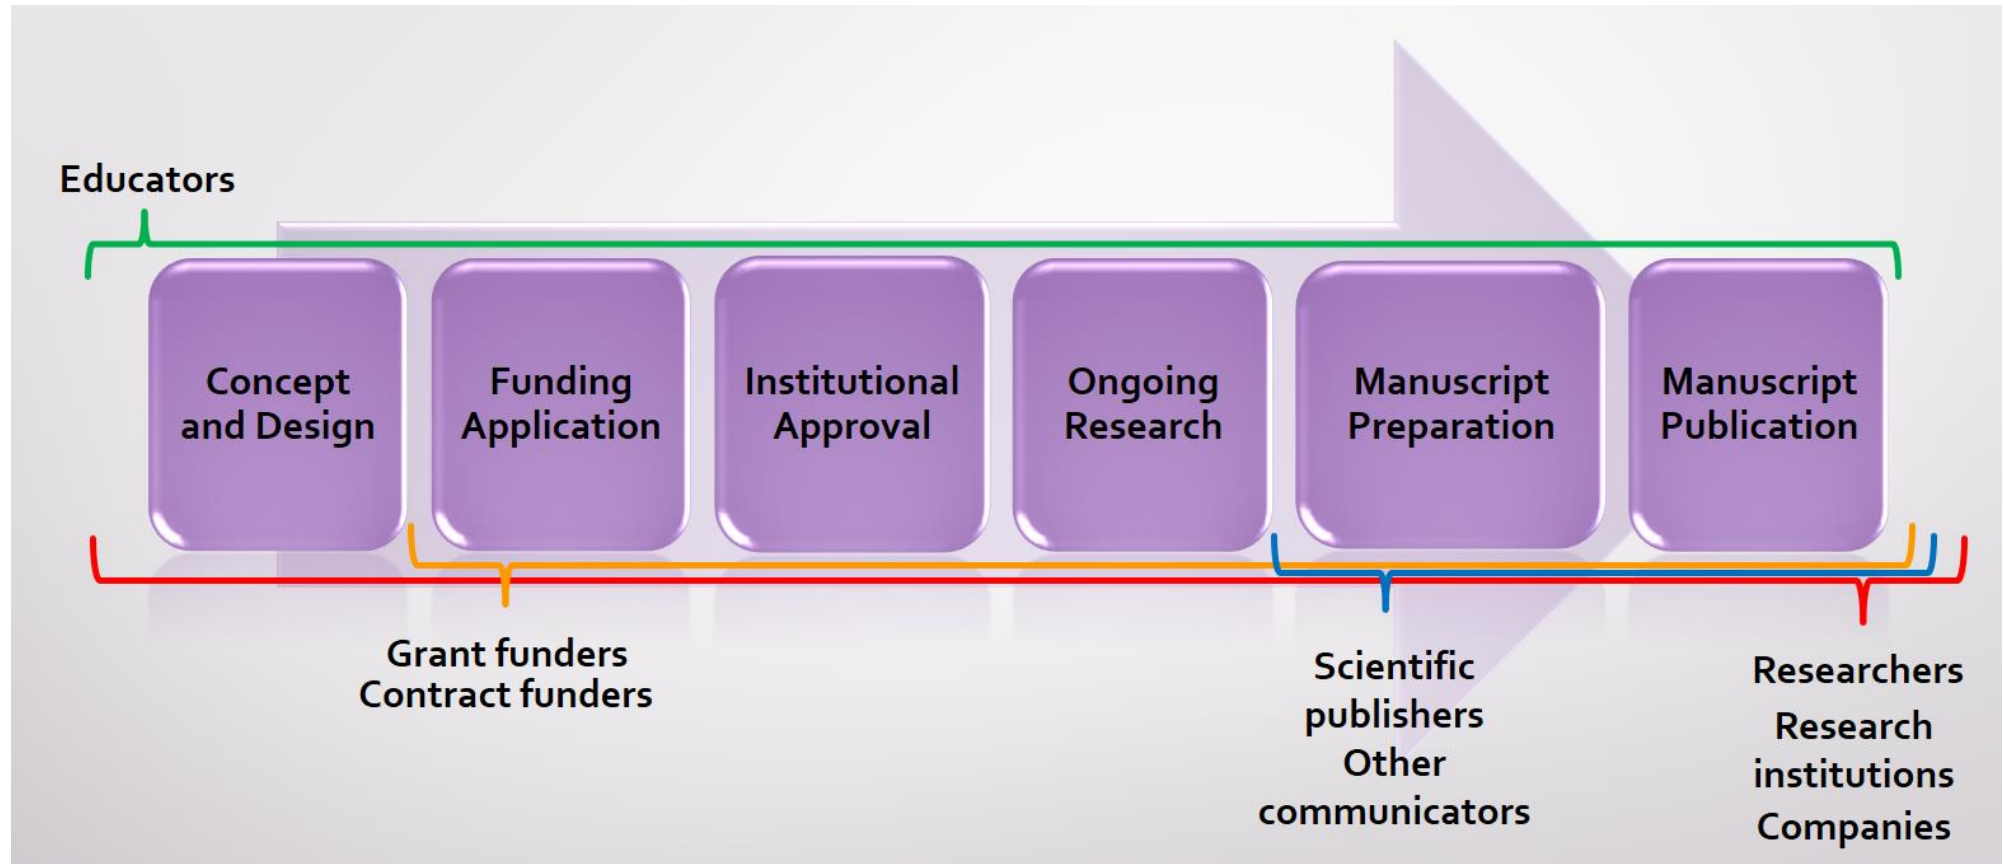 Educators
Concept
and Design
Funding
Application
Institutional
Approval
Ongoing
Research
Manuscript
Preparation
Manuscript
Publication
Grant funders
Contract funders
Scientific
publishers
Other
communicators
Researchers
Research
institutions
Companies